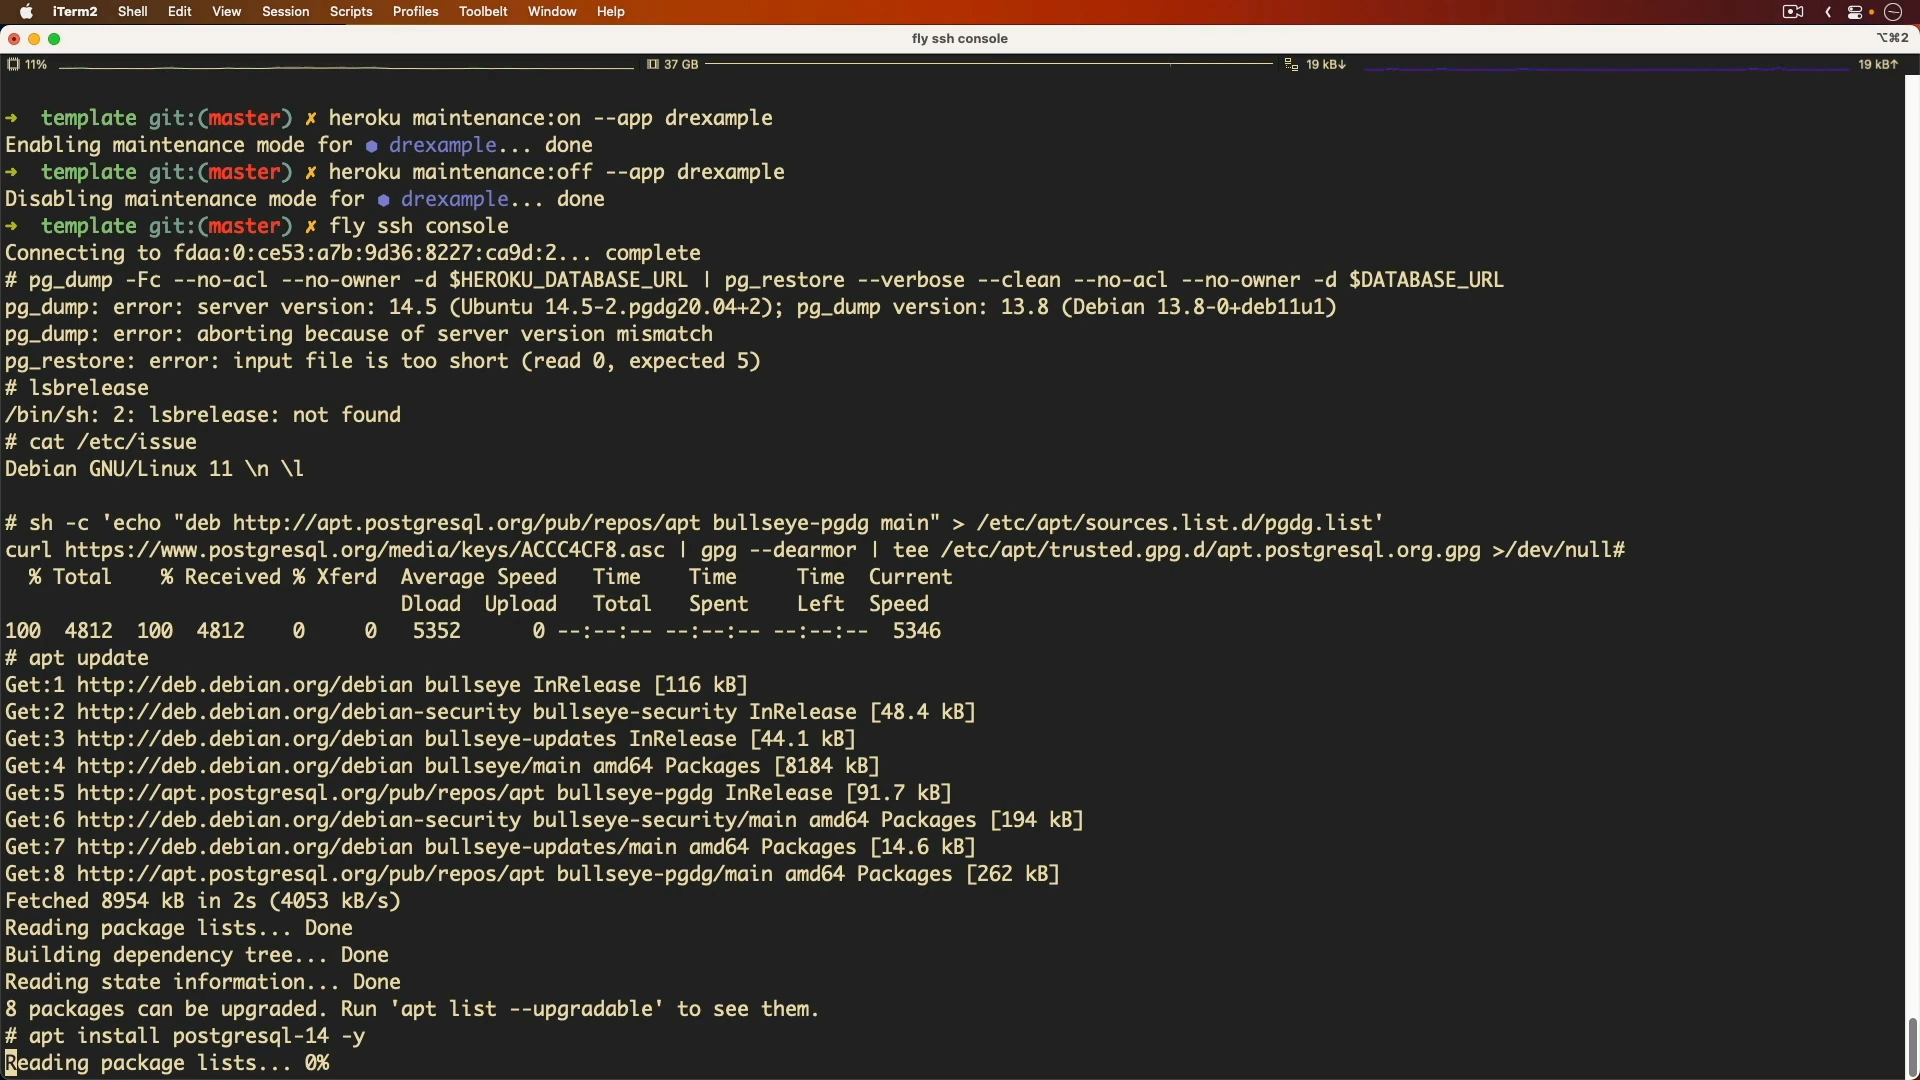 iTerm2 Shell Edit View Session Scripts Profiles Toolbelt Window Help
fly ssh console ⌥⌘2
11% 37 GB 19 kB↓ 19 kB↑
→ template git:(master) ✗ heroku maintenance:on --app drexample
Enabling maintenance mode for ⬢ drexample... done
→ template git:(master) ✗ heroku maintenance:off --app drexample
Disabling maintenance mode for ⬢ drexample... done
→ template git:(master) ✗ fly ssh console
Connecting to fdaa:0:ce53:a7b:9d36:8227:ca9d:2... complete
# pg_dump -Fc --no-acl --no-owner -d $HEROKU_DATABASE_URL | pg_restore --verbose --clean --no-acl --no-owner -d $DATABASE_URL
pg_dump: error: server version: 14.5 (Ubuntu 14.5-2.pgdg20.04+2); pg_dump version: 13.8 (Debian 13.8-0+deb11u1)
pg_dump: error: aborting because of server version mismatch
pg_restore: error: input file is too short (read 0, expected 5)
# lsbrelease
/bin/sh: 2: lsbrelease: not found
# cat /etc/issue
Debian GNU/Linux 11 \n \l
# sh -c 'echo "deb http://apt.postgresql.org/pub/repos/apt bullseye-pgdg main" > /etc/apt/sources.list.d/pgdg.list'
curl https://www.postgresql.org/media/keys/ACCC4CF8.asc | gpg --dearmor | tee /etc/apt/trusted.gpg.d/apt.postgresql.org.gpg >/dev/null#
% Total % Received % Xferd Average Speed Time Time Time Current
Dload Upload Total Spent Left Speed
100 4812 100 4812 0 0 5352 0 --:--:-- --:--:-- --:--:-- 5346
# apt update
Get:1 http://deb.debian.org/debian bullseye InRelease [116 kB]
Get:2 http://deb.debian.org/debian-security bullseye-security InRelease [48.4 kB]
Get:3 http://deb.debian.org/debian bullseye-updates InRelease [44.1 kB]
Get:4 http://deb.debian.org/debian bullseye/main amd64 Packages [8184 kB]
Get:5 http://apt.postgresql.org/pub/repos/apt bullseye-pgdg InRelease [91.7 kB]
Get:6 http://deb.debian.org/debian-security bullseye-security/main amd64 Packages [194 kB]
Get:7 http://deb.debian.org/debian bullseye-updates/main amd64 Packages [14.6 kB]
Get:8 http://apt.postgresql.org/pub/repos/apt bullseye-pgdg/main amd64 Packages [262 kB]
Fetched 8954 kB in 2s (4053 kB/s)
Reading package lists... Done
Building dependency tree... Done
Reading state information... Done
8 packages can be upgraded. Run 'apt list --upgradable' to see them.
# apt install postgresql-14 -y
Reading package lists... 0%